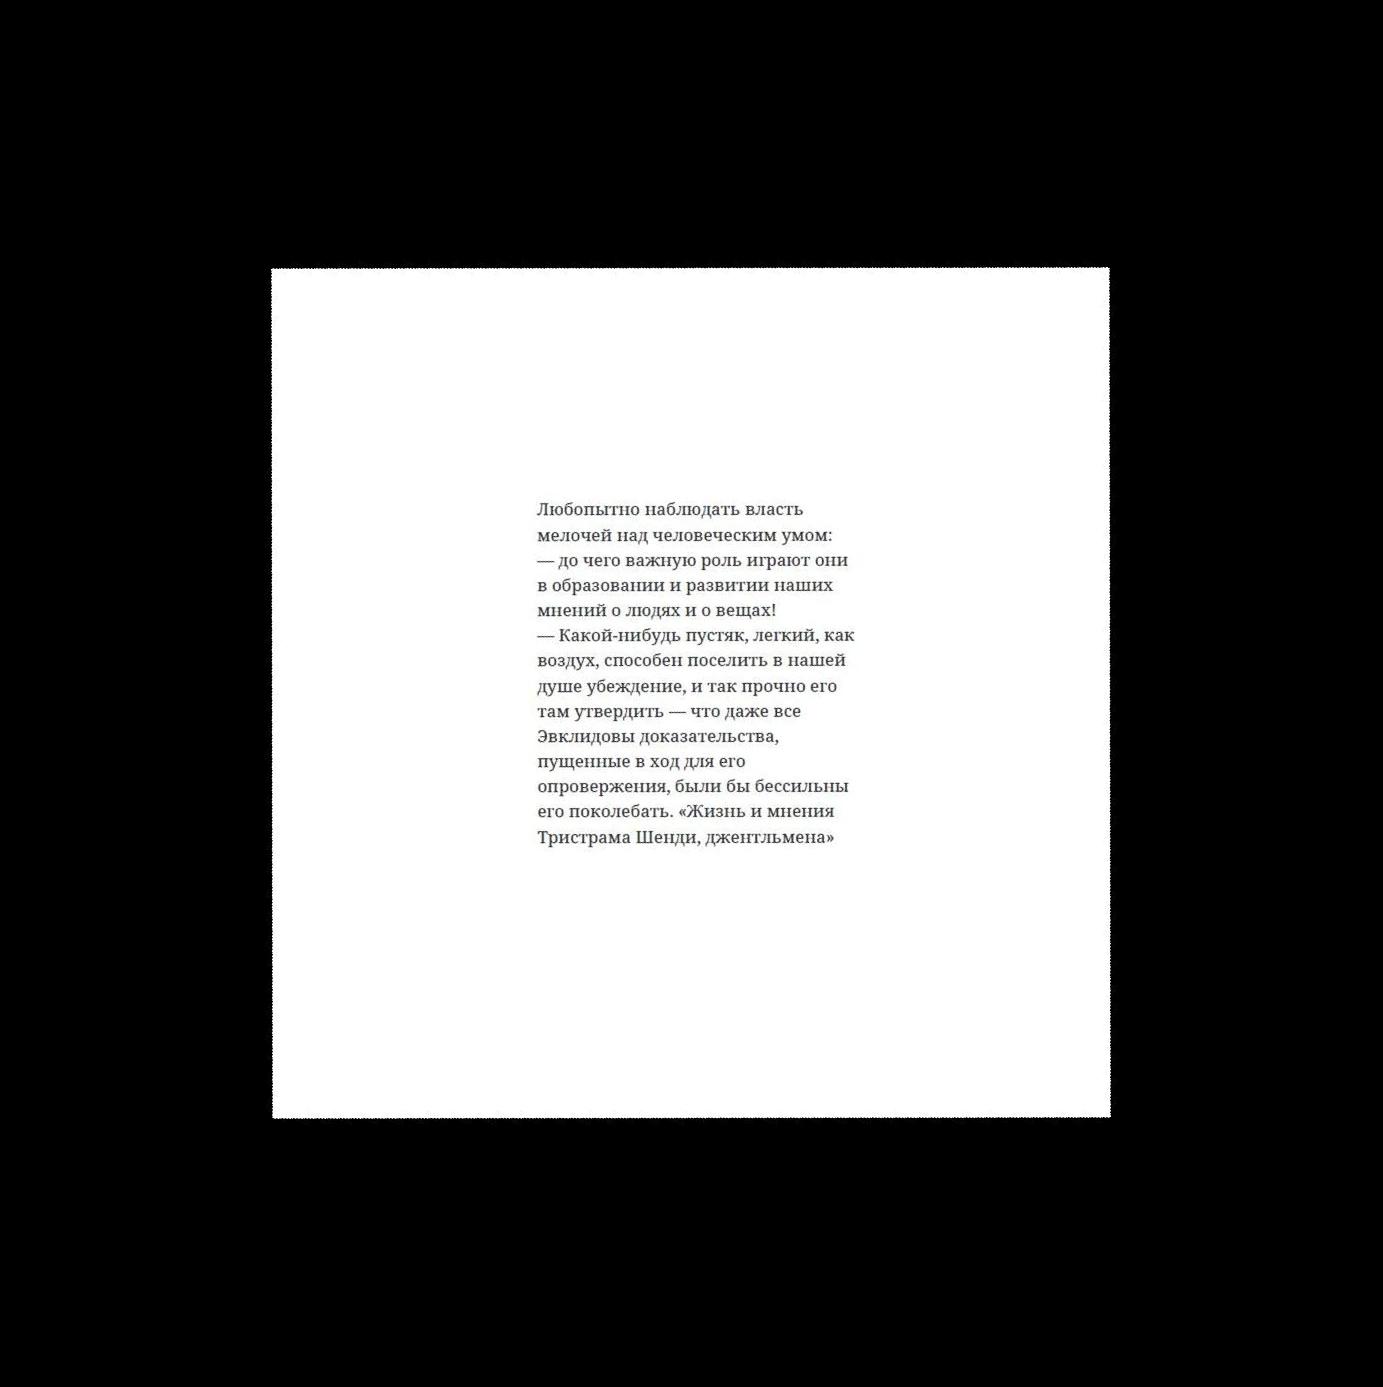 Любопытно наблюдать власть
мелочей над человеческим умом:
— до чего важную роль играют они
в образовании и развитии наших
мнений о людях и о вещах!
— Какой-нибудь пустяк, легкий, как
воздух, способен поселить в нашей
душе убеждение, и так прочно его
там утвердить — что даже все
Эвклидовы доказательства,
пущенные в ход для его
опровержения, были бы бессильны
его поколебать. «Жизнь и мнения
Тристрама Шенди, джентльмена»